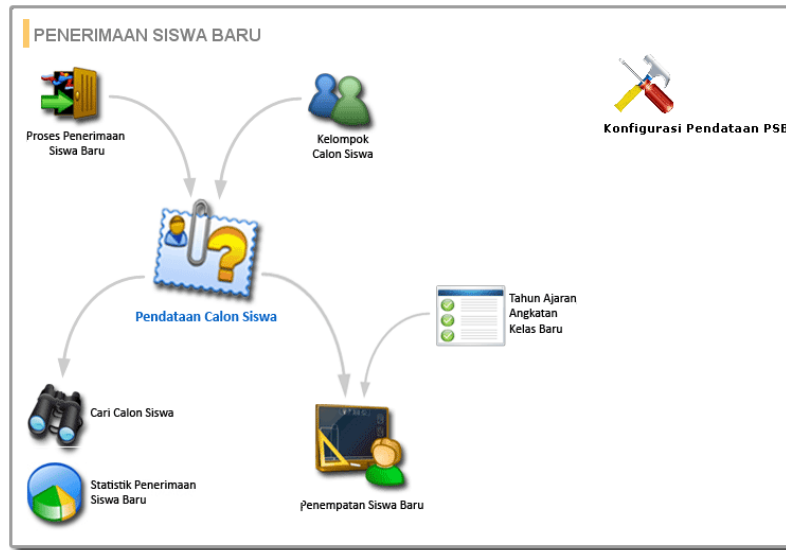 PENERIMAAN SISWA BARU
Proses Penerimaan
Siswa Baru
Kelompok
Calon Siswa
Konfigurasi Pendataan PSB
Pendataan Calon Siswa
Tahun Ajaran
Angkatan
Kelas Baru
Cari Calon Siswa
Statistik Penerimaan
Siswa Baru
Penempatan Siswa Baru